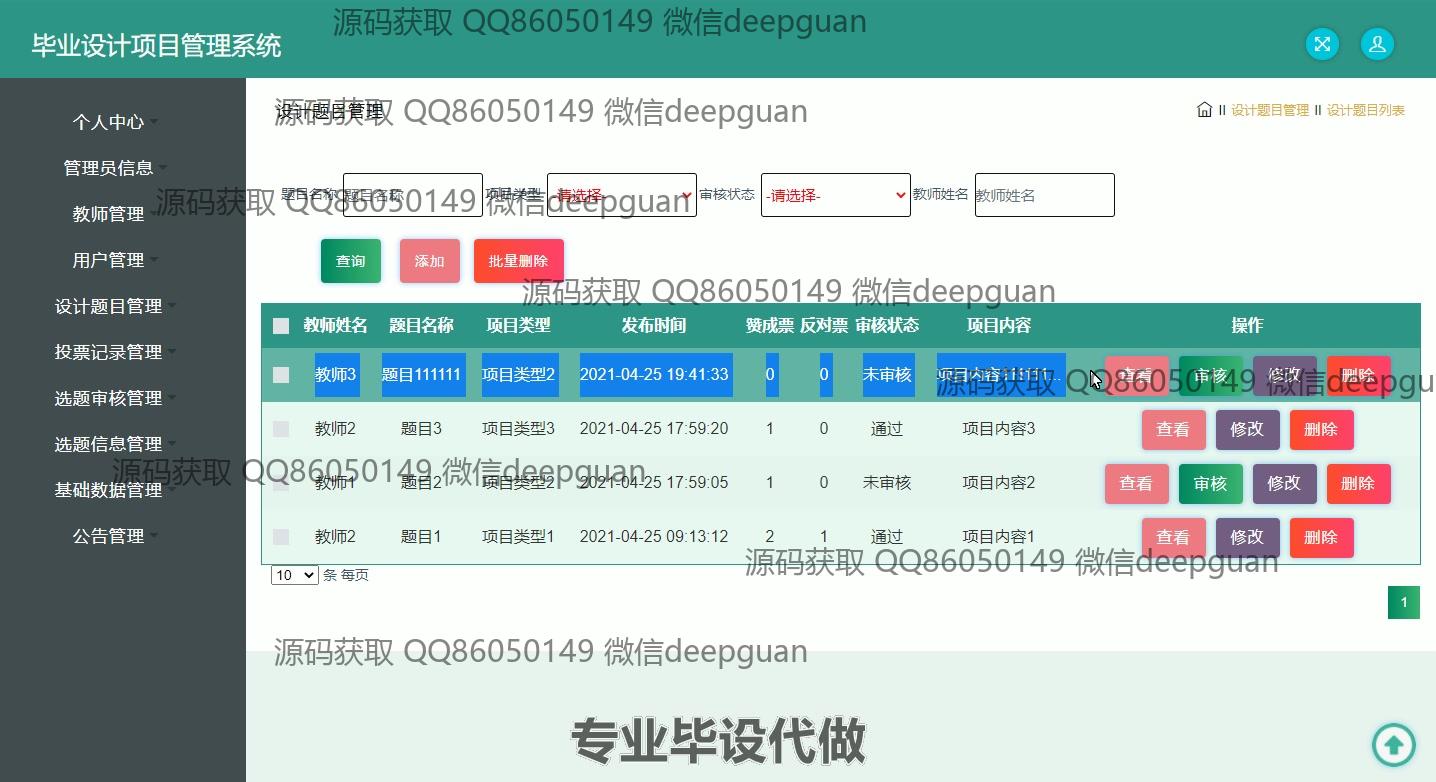 源码获取 QQ86050149 微信deepguan
毕业设计项目管理系统
设计题目管理
源码获取 QQ86050149 微信deepguan
II 设计题目管理 II 设计题目列表
个人中心
管理员信息
教师管理
用户管理
设计题目管理
投票记录管理
选题审核管理
选题信息管理
基础数据管理
公告管理
题目名称 题目名称 项目类型 -请选择- 审核状态 -请选择- 教师姓名 教师姓名
源码获取 QQ86050149 微信deepguan
查询 添加 批量删除
源码获取 QQ86050149 微信deepguan
教师姓名 题目名称 项目类型 发布时间 赞成票 反对票 审核状态 项目内容 操作
教师3 题目111111 项目类型2 2021-04-25 19:41:33 0 0 未审核 项目内容11111... 查看 审核 修改 删除
源码获取 QQ86050149 微信deepgu
教师2 题目3 项目类型3 2021-04-25 17:59:20 1 0 通过 项目内容3 查看 修改 删除
源码获取 QQ86050149 微信deepguan
教师1 题目2 项目类型2 2021-04-25 17:59:05 1 0 未审核 项目内容2 查看 审核 修改 删除
教师2 题目1 项目类型1 2021-04-25 09:13:12 2 1 通过 项目内容1 查看 修改 删除
源码获取 QQ86050149 微信deepguan
10 条 每页
1
源码获取 QQ86050149 微信deepguan
专业毕设代做